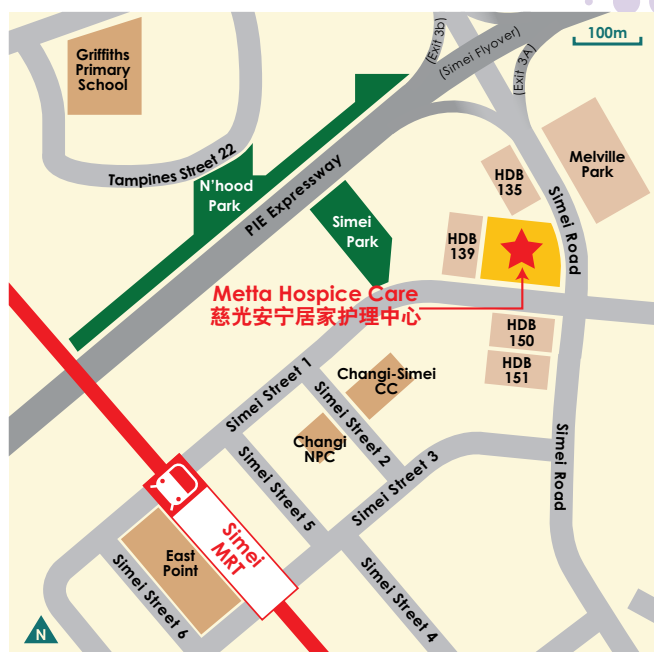 100m
(Exit 3b)
(Simei Flyover)
(Exit 3A)
Griffiths
Primary
School
Tampines Street 22
N'hood
Park
PIE Expressway
Simei
Park
HDB
135
Melville
Park
Simei Road
HDB
139
Metta Hospice Care
慈光安宁居家护理中心
HDB
150
HDB
151
Simei Street 1
Changi-Simei
CC
Simei Street 2
Changi
NPC
Simei Street 3
Simei Road
Simei Street 5
Simei
MRT
East
Point
Simei Street 6
Simei Street 4
N